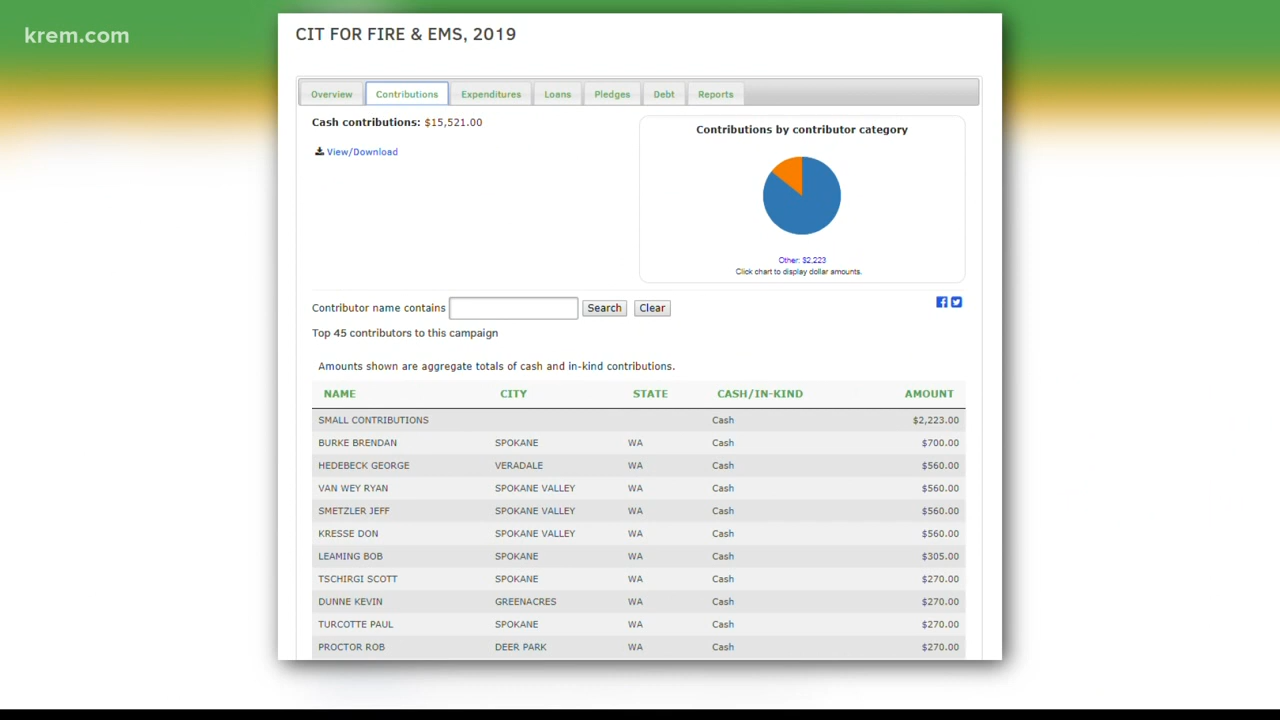 krem.com
CIT FOR FIRE & EMS, 2019
Overview Contributions Expenditures Loans Pledges Debt Reports
Cash contributions: $15,521.00
View/Download
Contributions by contributor category
Other: $2,223
Click chart to display dollar amounts.
Contributor name contains Search Clear
Top 45 contributors to this campaign
Amounts shown are aggregate totals of cash and in-kind contributions.
NAME CITY STATE CASH/IN-KIND AMOUNT
SMALL CONTRIBUTIONS Cash $2,223.00
BURKE BRENDAN SPOKANE WA Cash $700.00
HEDEBECK GEORGE VERADALE WA Cash $560.00
VAN WEY RYAN SPOKANE VALLEY WA Cash $560.00
SMETZLER JEFF SPOKANE VALLEY WA Cash $560.00
KRESSE DON SPOKANE VALLEY WA Cash $560.00
LEAMING BOB SPOKANE WA Cash $305.00
TSCHIRGI SCOTT SPOKANE WA Cash $270.00
DUNNE KEVIN GREENACRES WA Cash $270.00
TURCOTTE PAUL SPOKANE WA Cash $270.00
PROCTOR ROB DEER PARK WA Cash $270.00